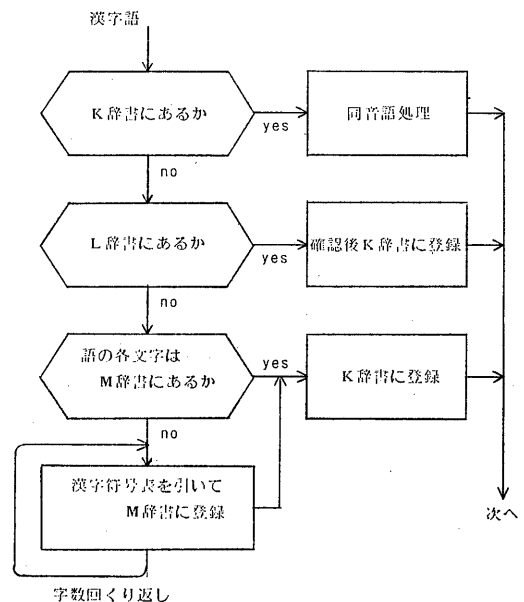 漢字語
K辞書にあるか
yes
同音語処理
no
L辞書にあるか
yes
確認後K辞書に登録
no
語の各文字は
M辞書にあるか
yes
K辞書に登録
no
漢字符号表を引いて
M辞書に登録
次へ
字数回くり返し